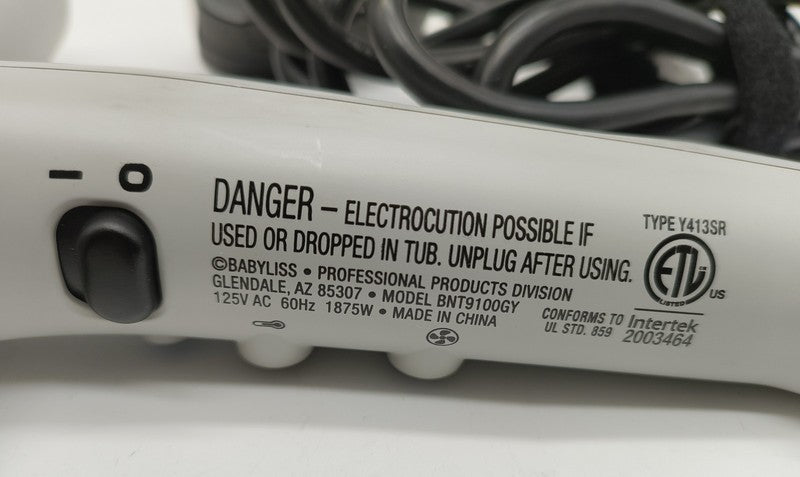 I O
DANGER – ELECTROCUTION POSSIBLE IF
USED OR DROPPED IN TUB. UNPLUG AFTER USING.
©BABYLISS • PROFESSIONAL PRODUCTS DIVISION
GLENDALE, AZ 85307 • MODEL BNT9100GY
125V AC 60Hz 1875W • MADE IN CHINA
TYPE Y413SR
ETL
LISTED
US
CONFORMS TO
UL STD. 859
Intertek
2003464